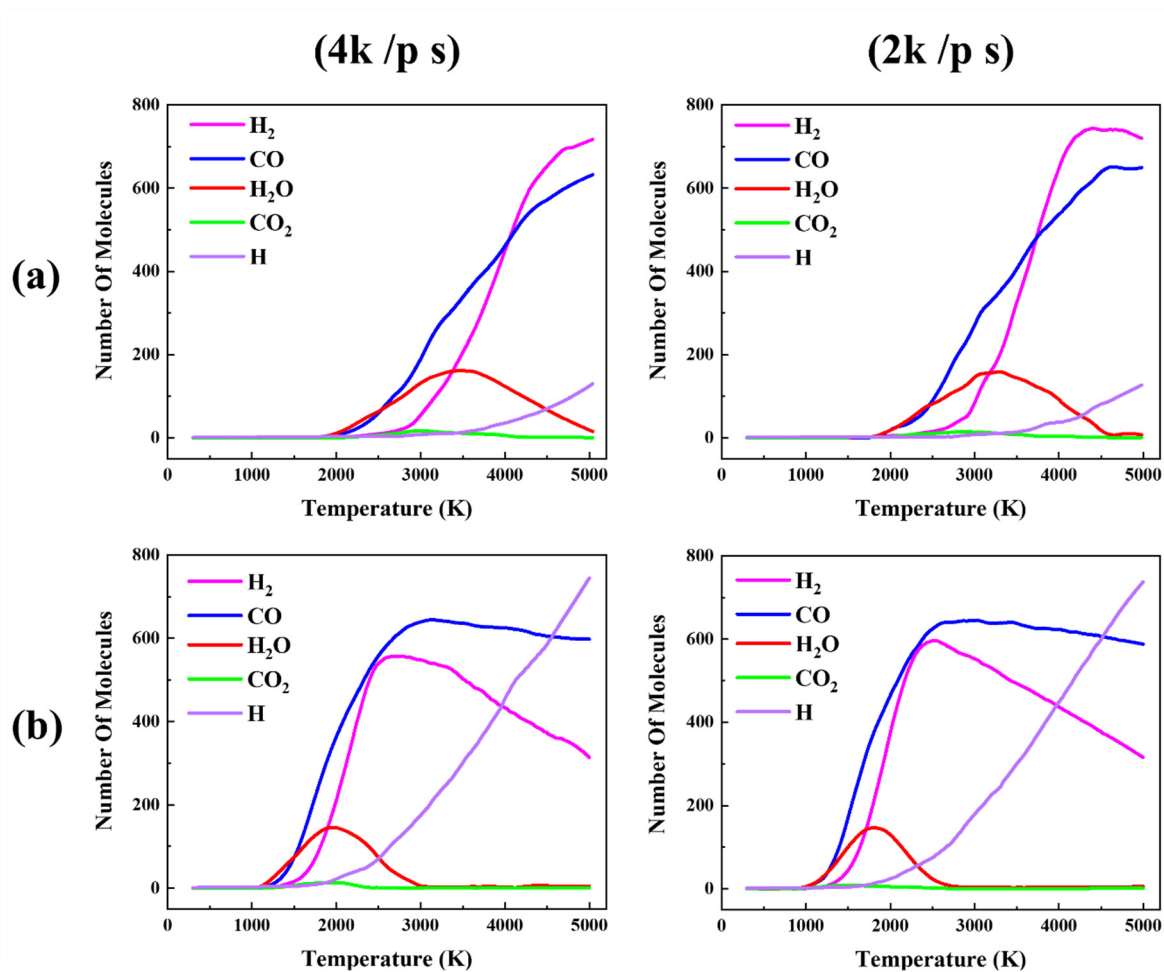 (4k /p s)
(2k /p s)
(a)
800
600
400
200
0
Number Of Molecules
H₂
CO
H₂O
CO₂
H
0 1000 2000 3000 4000 5000
Temperature (K)
800
600
400
200
0
Number Of Molecules
H₂
CO
H₂O
CO₂
H
0 1000 2000 3000 4000 5000
Temperature (K)
(b)
800
600
400
200
0
Number Of Molecules
H₂
CO
H₂O
CO₂
H
0 1000 2000 3000 4000 5000
Temperature (K)
800
600
400
200
0
Number Of Molecules
H₂
CO
H₂O
CO₂
H
0 1000 2000 3000 4000 5000
Temperature (K)